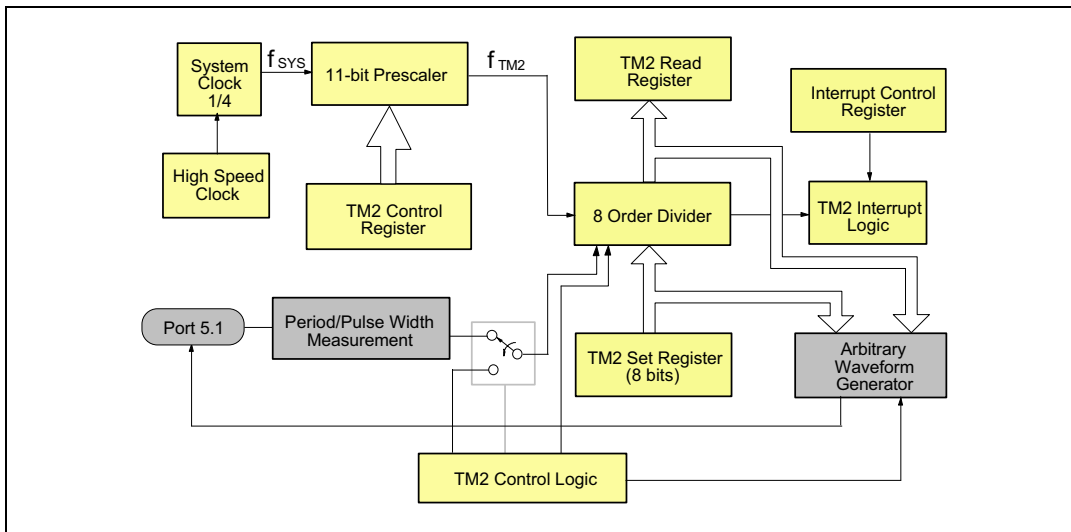 System
Clock
1/4
fSYS
11-bit Prescaler
fTM2
TM2 Read
Register
Interrupt Control
Register
High Speed
Clock
TM2 Control
Register
8 Order Divider
TM2 Interrupt
Logic
Port 5.1
Period/Pulse Width
Measurement
TM2 Set Register
(8 bits)
Arbitrary
Waveform
Generator
TM2 Control Logic